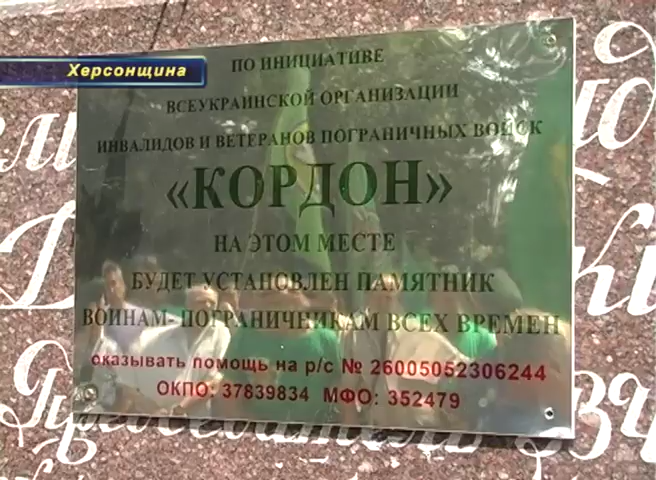 Херсонщина
ПО ИНИЦИАТИВЕ
ВСЕУКРАИНСКОЙ ОРГАНИЗАЦИИ
ИНВАЛИДОВ И ВЕТЕРАНОВ ПОГРАНИЧНЫХ ВОЙСК
«КОРДОН»
НА ЭТОМ МЕСТЕ
БУДЕТ УСТАНОВЛЕН ПАМЯТНИК
ВОИНАМ- ПОГРАНИЧНИКАМ ВСЕХ ВРЕМЕН
оказывать помощь на р/с № 26005052306244
ОКПО: 37839834 МФО: 352479